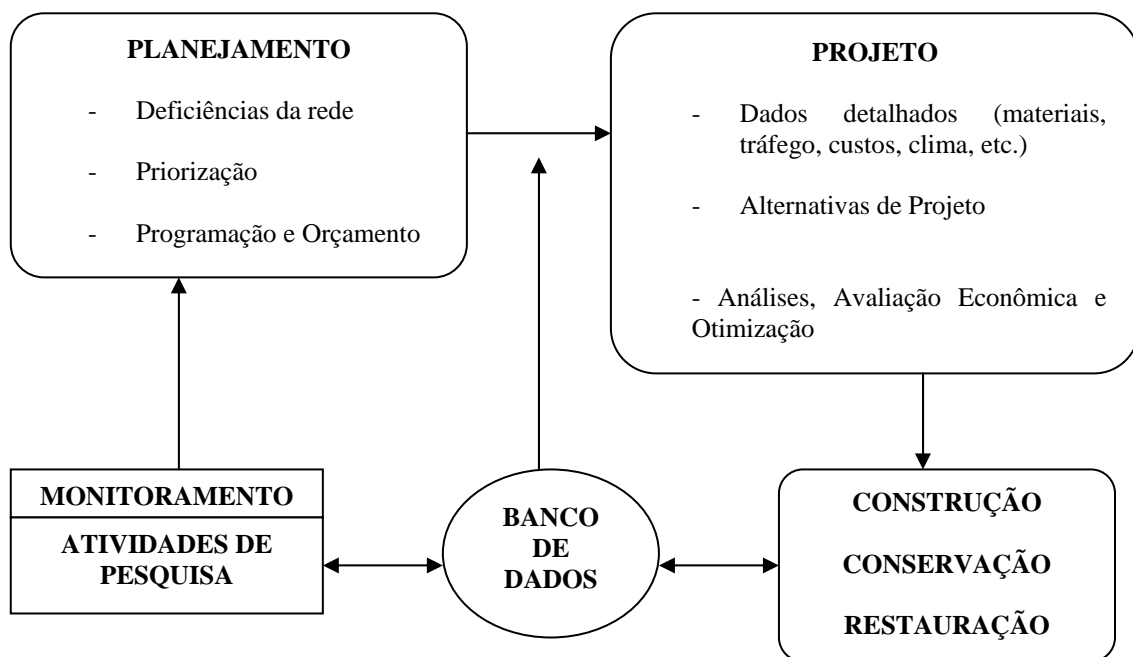 PLANEJAMENTO
- Deficiências da rede
- Priorização
- Programação e Orçamento
PROJETO
- Dados detalhados (materiais,
tráfego, custos, clima, etc.)
- Alternativas de Projeto
- Análises, Avaliação Econômica e
Otimização
MONITORAMENTO
ATIVIDADES DE
PESQUISA
BANCO
DE
DADOS
CONSTRUÇÃO
CONSERVAÇÃO
RESTAURAÇÃO